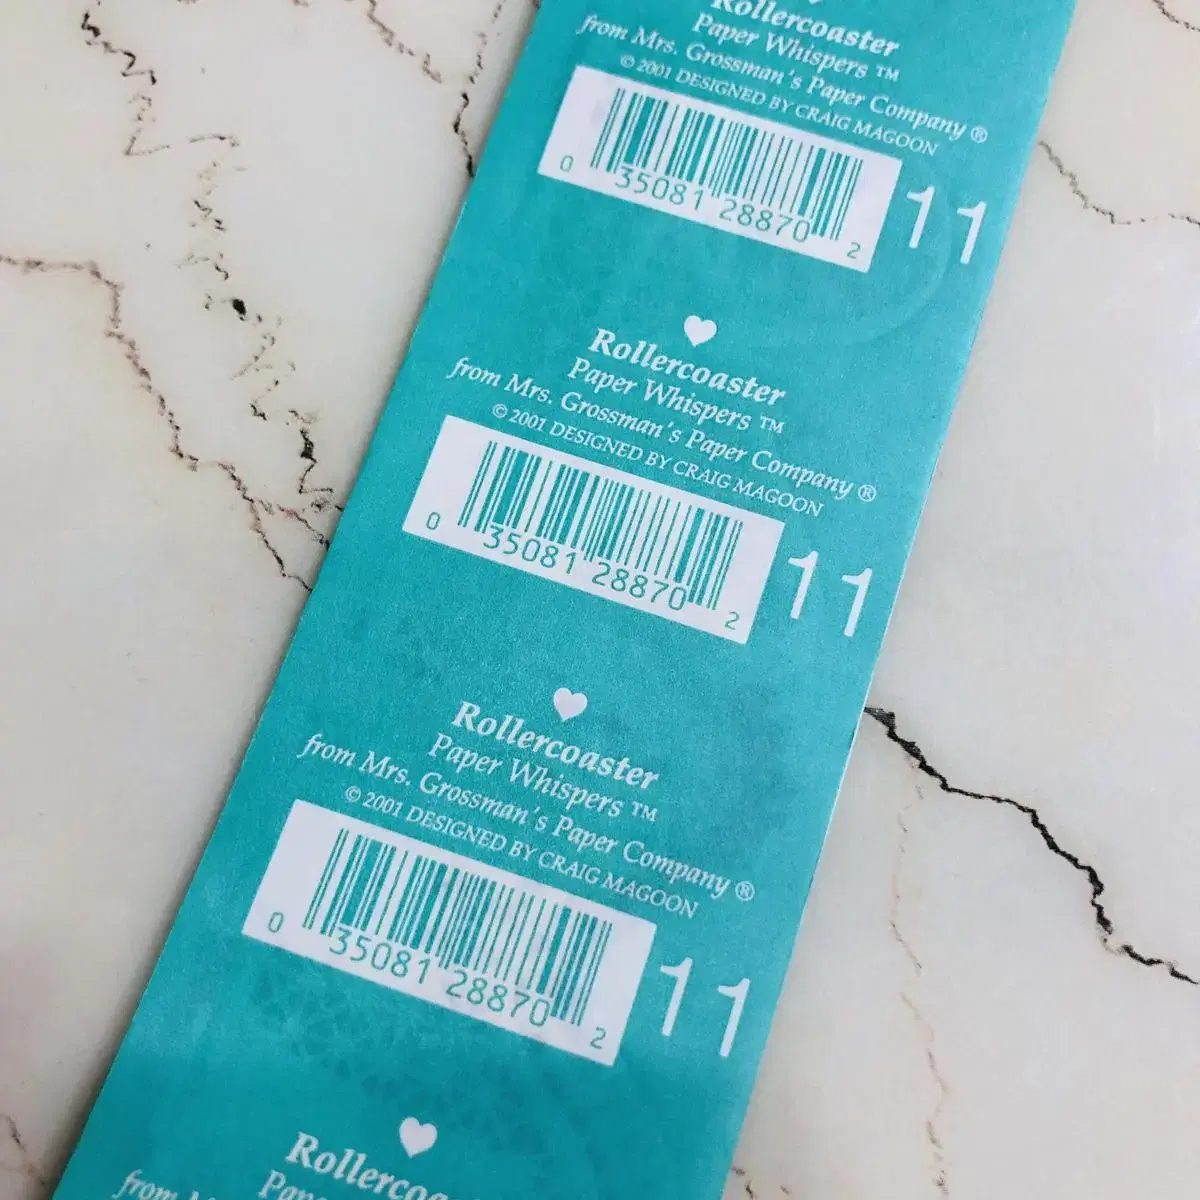 Rollercoaster
Paper Whispers ™
from Mrs. Grossman's Paper Company ®
© 2001 DESIGNED BY CRAIG MAGOON
0 35081 28870 2
11
Rollercoaster
Paper Whispers ™
from Mrs. Grossman's Paper Company ®
© 2001 DESIGNED BY CRAIG MAGOON
0 35081 28870 2
11
Rollercoaster
Paper Whispers ™
from Mrs. Grossman's Paper Company ®
© 2001 DESIGNED BY CRAIG MAGOON
0 35081 28870 2
11
Rollercoa
Pape
from M